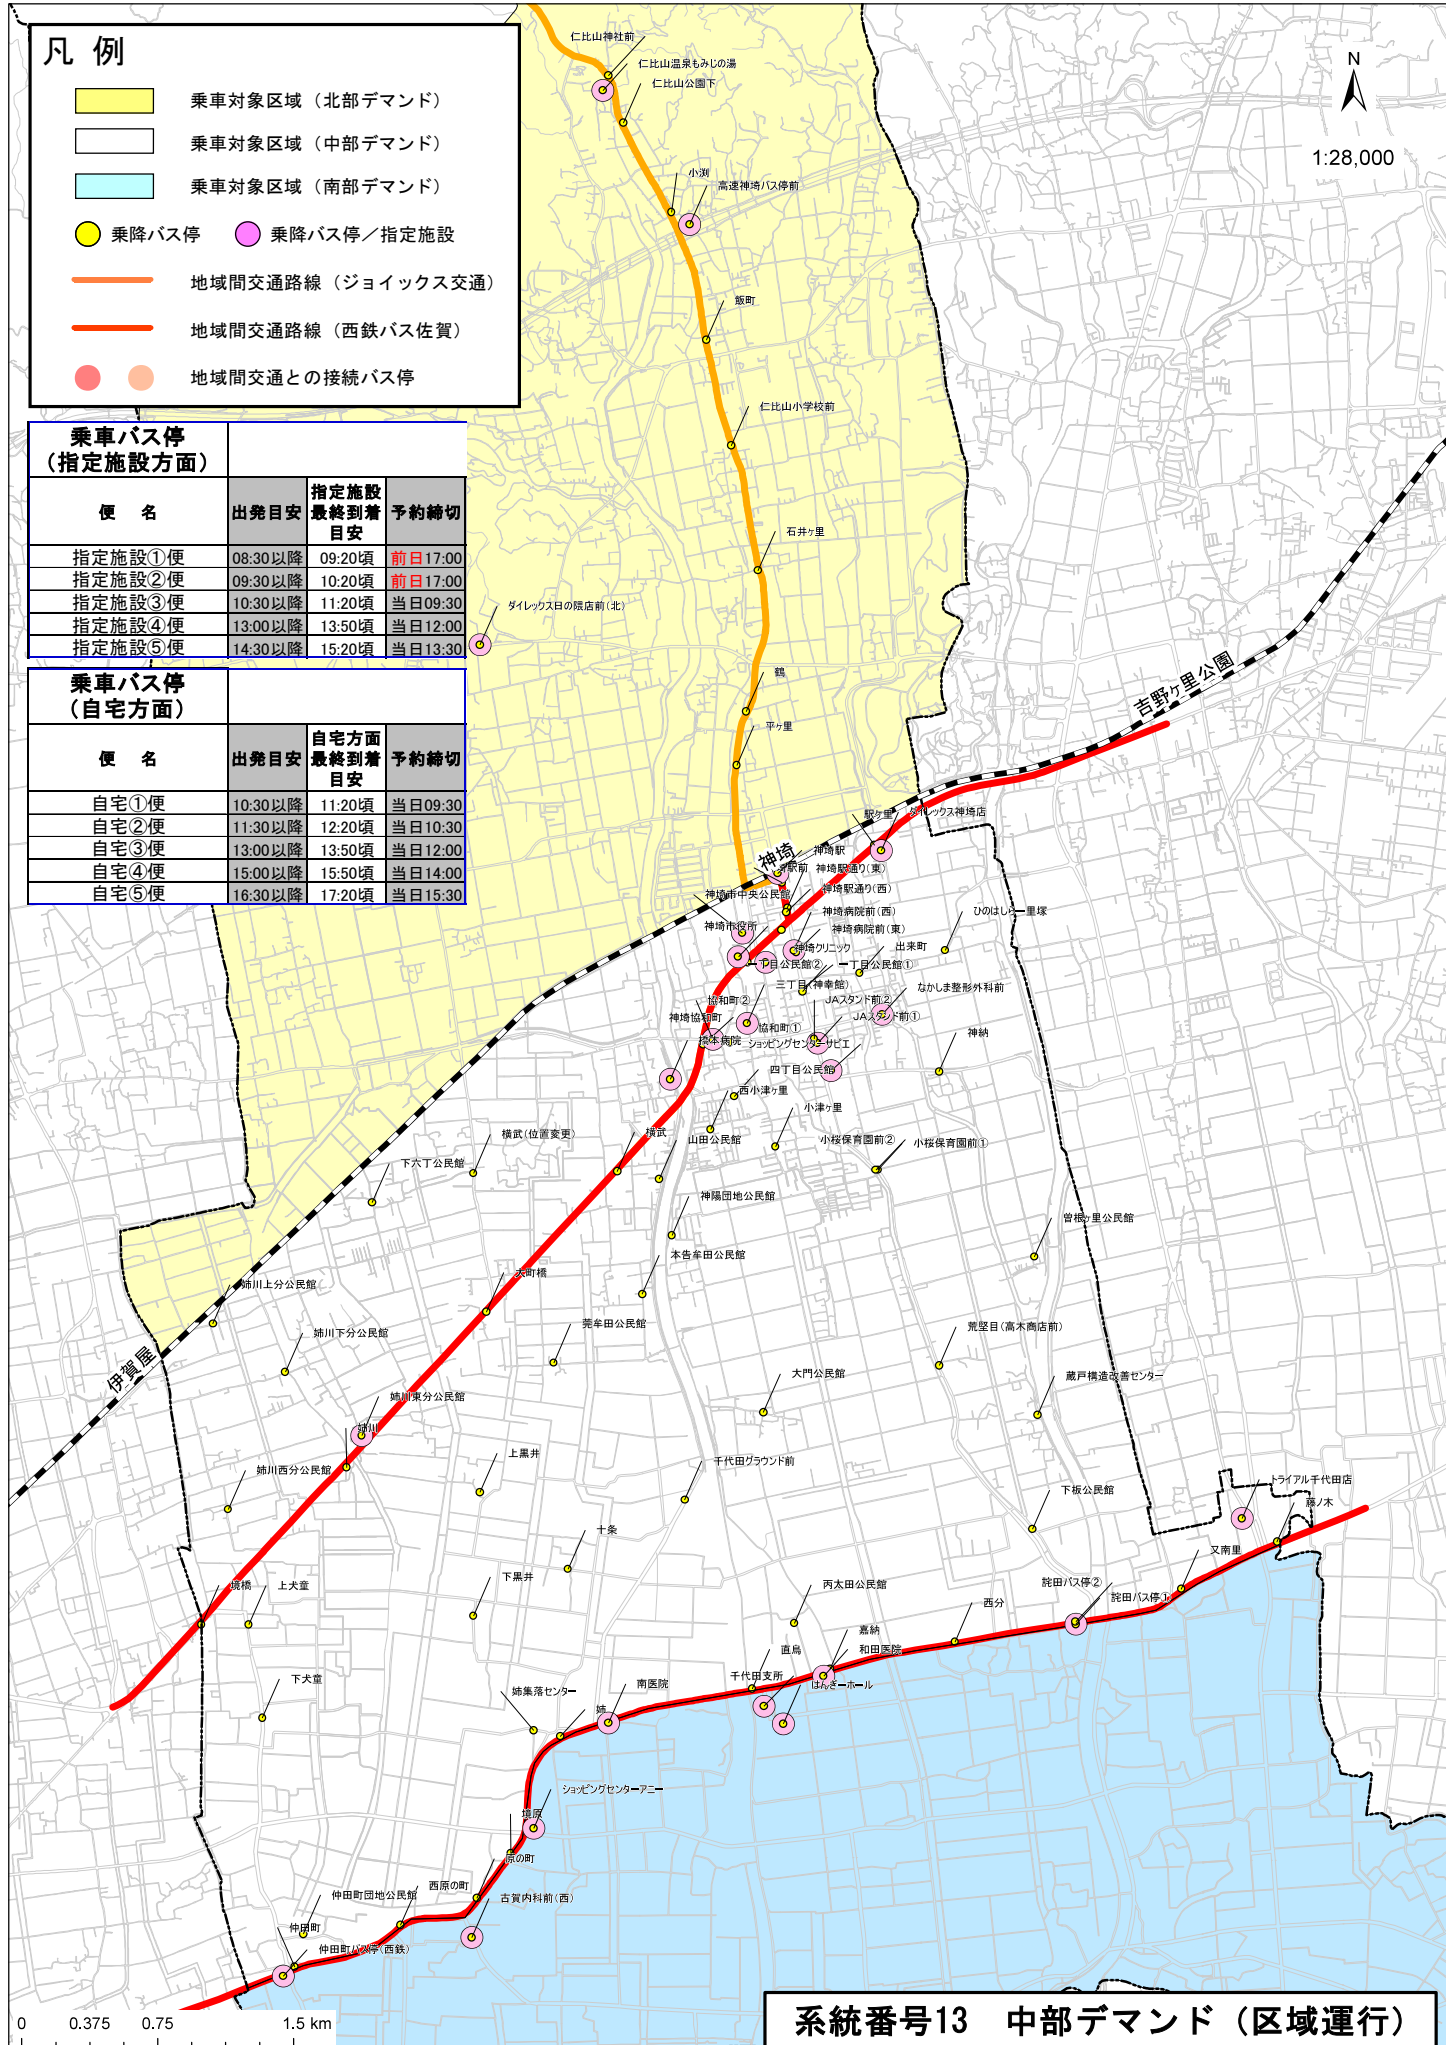 凡 例
乗車対象区域（北部デマンド）
乗車対象区域（中部デマンド）
乗車対象区域（南部デマンド）
乗降バス停
乗降バス停／指定施設
地域間交通路線（ジョイックス交通）
地域間交通路線（西鉄バス佐賀）
地域間交通との接続バス停
N
1:28,000
乗車バス停
（指定施設方面）
便 名 出発目安 指定施設最終到着目安 予約締切
指定施設①便 08:30以降 09:20頃 前日17:00
指定施設②便 09:30以降 10:20頃 前日17:00
指定施設③便 10:30以降 11:20頃 当日09:30
指定施設④便 13:00以降 13:50頃 当日12:00
指定施設⑤便 14:30以降 15:20頃 当日13:30
乗車バス停
（自宅方面）
便 名 出発目安 自宅方面最終到着目安 予約締切
自宅①便 10:30以降 11:20頃 当日09:30
自宅②便 11:30以降 12:20頃 当日10:30
自宅③便 13:00以降 13:50頃 当日12:00
自宅④便 15:00以降 15:50頃 当日14:00
自宅⑤便 16:30以降 17:20頃 当日15:30
仁比山神社前
仁比山温泉もみじの湯
仁比山公園下
小渕
高速神埼バス停前
飯町
仁比山小学校前
石井ヶ里
ダイレックス日の隈店前(北)
鶴
平ヶ里
吉野ヶ里公園
駅ヶ里
ダイレックス神埼店
神埼
神埼駅
神埼駅通り(東)
神埼駅通り(西)
神埼市中央公民館
神埼病院前(西)
神埼市役所
神埼病院前(東)
ひのはしら一里塚
神埼クリニック
出来町
一丁目公民館②
一丁目公民館①
三丁目(神幸館)
なかしま整形外科前
協和町②
JAスタンド前②
神埼協和町
JAスタンド前①
協和町①
橋本病院
ショッピングセンターサピエ
神納
四丁目公民館
西小津ヶ里
小津ヶ里
山田公民館
横武
横武(位置変更)
小桜保育園前②
小桜保育園前①
下六丁公民館
神陽団地公民館
曽根ヶ里公民館
本告牟田公民館
大町橋
姉川上分公民館
莞牟田公民館
姉川下分公民館
荒堅目(高木商店前)
伊賀屋
大門公民館
蔵戸構造改善センター
姉川東分公民館
姉川
上黒井
千代田グラウンド前
姉川西分公民館
トライアル千代田店
下板公民館
藤ノ木
十条
又南里
下黒井
丙太田公民館
詫田バス停②
境橋
上犬童
西分
詫田バス停①
嘉納
直鳥
和田医院
下犬童
千代田支所
南医院
はんぎーホール
姉集落センター
姉
ショッピングセンターアニー
境原
原の町
西原の町
古賀内科前(西)
仲田町団地公民館
仲田町
仲田町バス停(西鉄)
0 0.375 0.75 1.5 km
系統番号13 中部デマンド（区域運行）